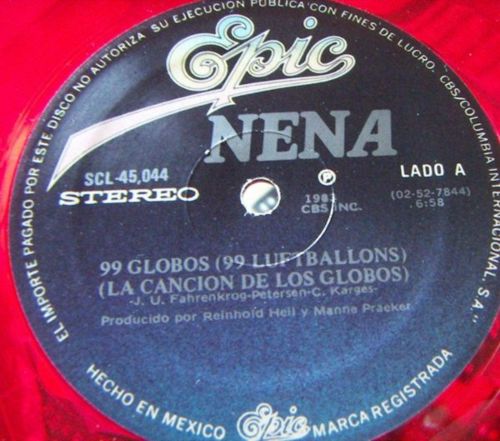 EL IMPORTE PAGADO POR ESTE DISCO NO AUTORIZA SU EJECUCION PUBLICA CON FINES DE LUCRO. CBS/COLUMBIA INTERNACIONAL, S.A.
Epic
NENA
SCL-45,044
STEREO
LADO A
(02-52-7844)
6:58
℗
1983
CBS INC.
99 GLOBOS (99 LUFTBALLONS)
(LA CANCION DE LOS GLOBOS)
-J. U. Fahrenkrog-Petersen-C. Karges-
Producido por Reinhold Heil y Manne Praeker
HECHO EN MEXICO Epic MARCA REGISTRADA